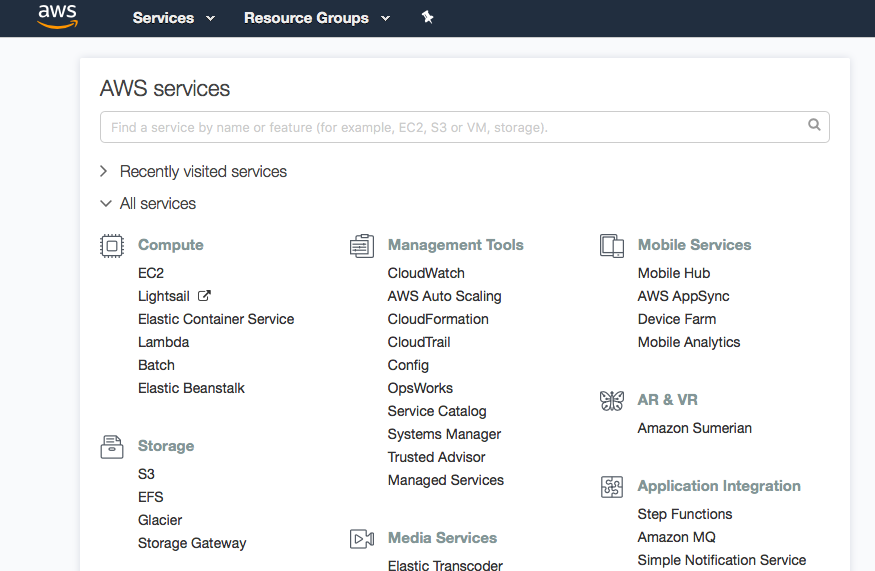 aws
Services
Resource Groups
AWS services
Find a service by name or feature (for example, EC2, S3 or VM, storage).
Recently visited services
All services
Compute
EC2
Lightsail
Elastic Container Service
Lambda
Batch
Elastic Beanstalk
Storage
S3
EFS
Glacier
Storage Gateway
Management Tools
CloudWatch
AWS Auto Scaling
CloudFormation
CloudTrail
Config
OpsWorks
Service Catalog
Systems Manager
Trusted Advisor
Managed Services
Media Services
Elastic Transcoder
Mobile Services
Mobile Hub
AWS AppSync
Device Farm
Mobile Analytics
AR & VR
Amazon Sumerian
Application Integration
Step Functions
Amazon MQ
Simple Notification Service